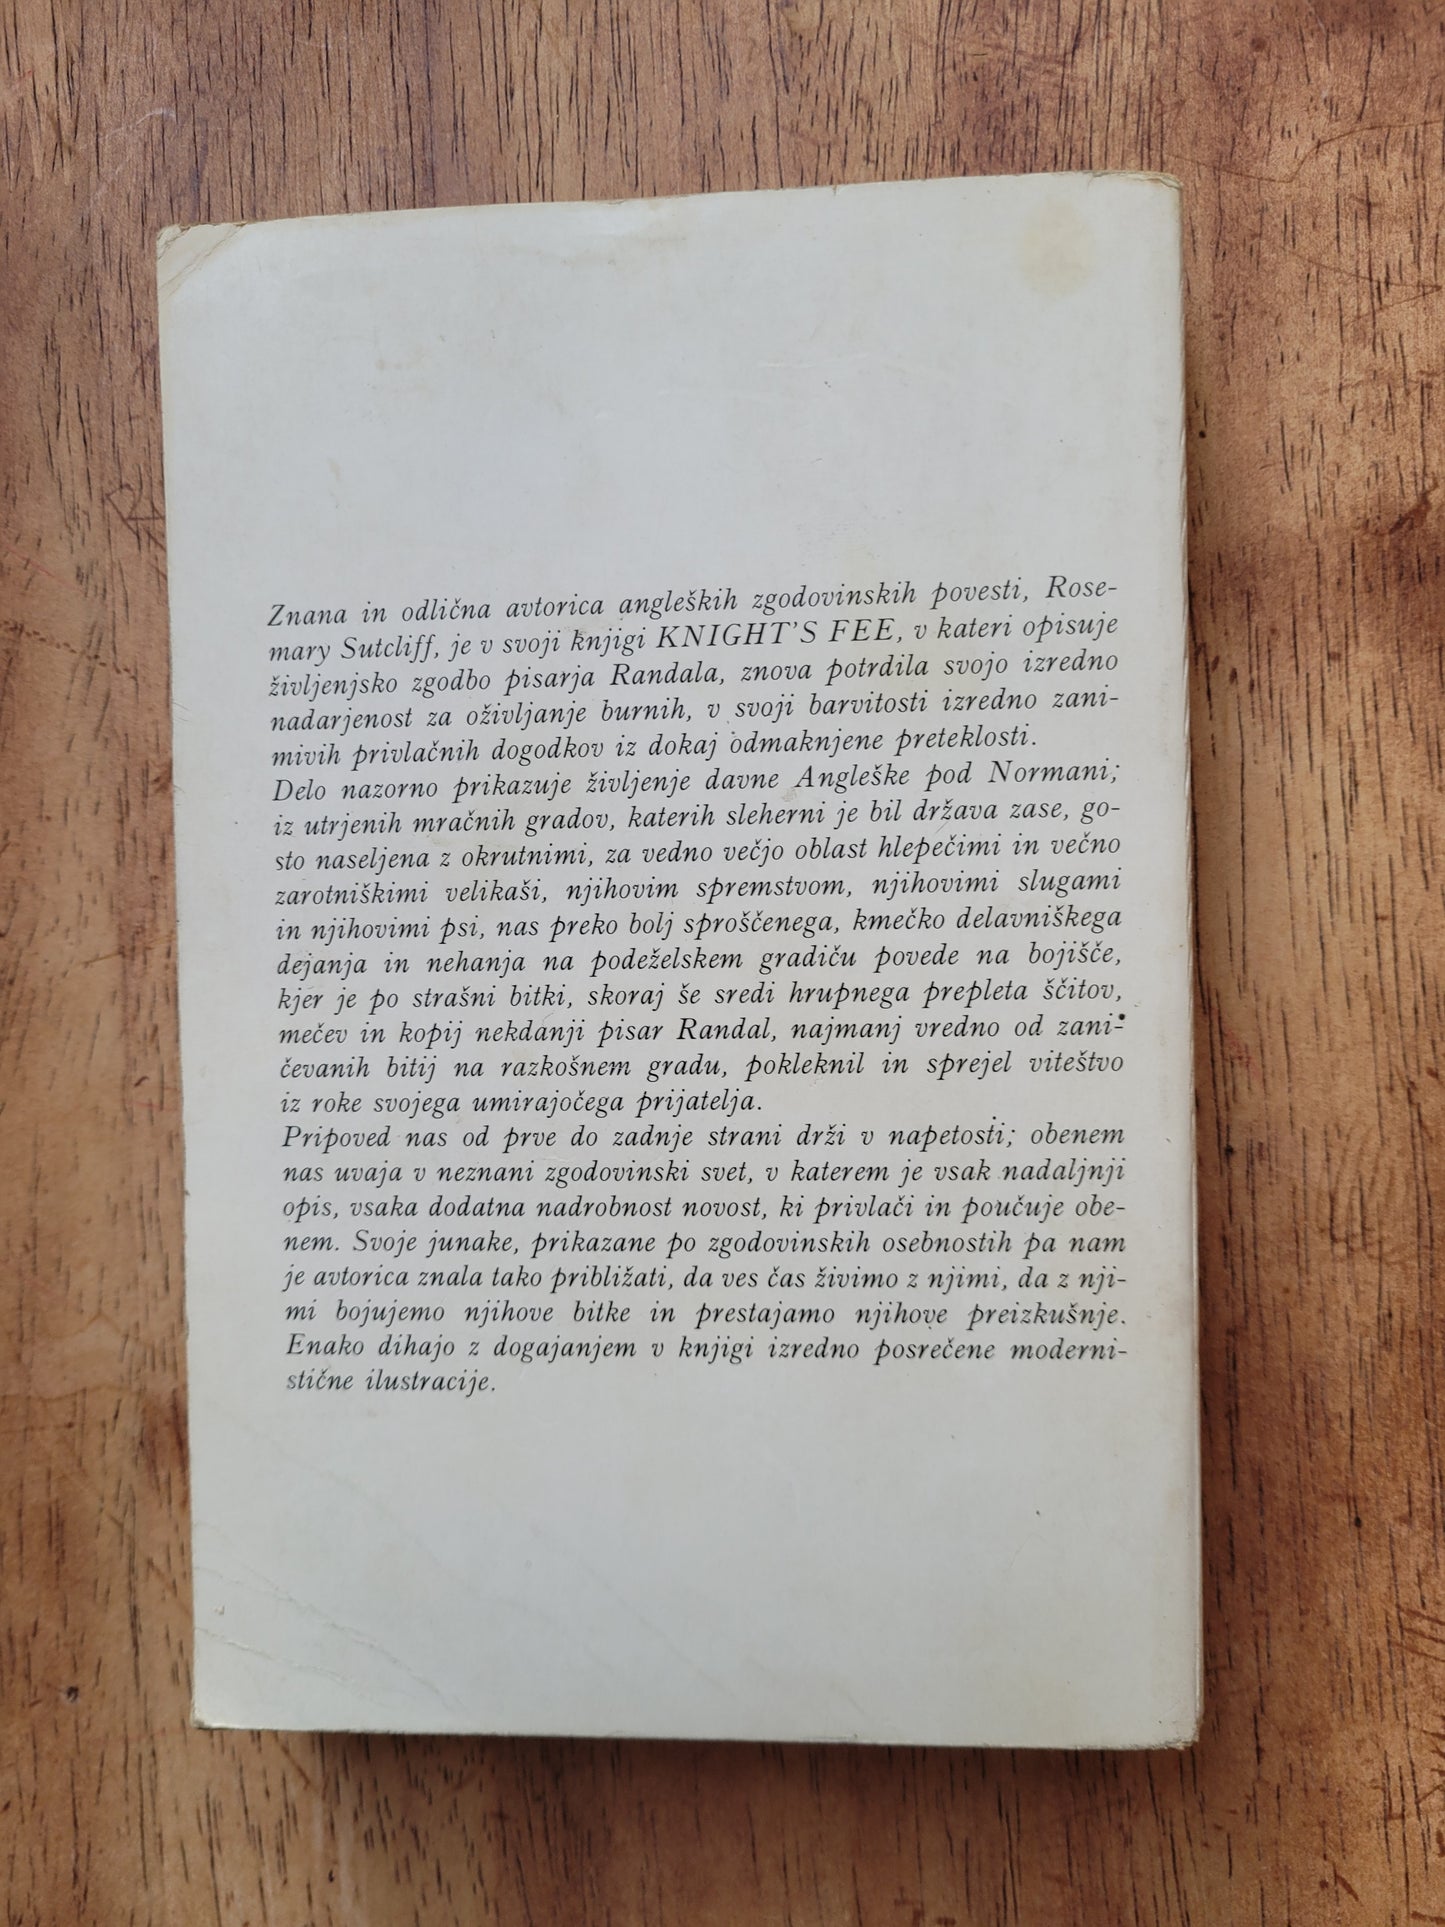 Znana in odlična avtorica angleških zgodovinskih povesti, Rose-
mary Sutcliff, je v svoji knjigi KNIGHT'S FEE, v kateri opisuje
življenjsko zgodbo pisarja Randala, znova potrdila svojo izredno
nadarjenost za oživljanje burnih, v svoji barvitosti izredno zani-
mivih privlačnih dogodkov iz dokaj odmaknjene preteklosti.
Delo nazorno prikazuje življenje davne Angleške pod Normani;
iz utrjenih mračnih gradov, katerih sleherni je bil država zase, go-
sto naseljena z okrutnimi, za vedno večjo oblast hlepečimi in večno
zarotniškimi velikaši, njihovim spremstvom, njihovimi slugami
in njihovimi psi, nas preko bolj sproščenega, kmečko delavniškega
dejanja in nehanja na podeželskem gradiču povede na bojišče,
kjer je po strašni bitki, skoraj še sredi hrupnega prepleta ščitov,
mečev in kopij nekdanji pisar Randal, najmanj vredno od zani-
čevanih bitij na razkošnem gradu, pokleknil in sprejel viteštvo
iz roke svojega umirajočega prijatelja.
Pripoved nas od prve do zadnje strani drži v napetosti; obenem
nas uvaja v neznani zgodovinski svet, v katerem je vsak nadaljnji
opis, vsaka dodatna nadrobnost novost, ki privlači in poučuje obe-
nem. Svoje junake, prikazane po zgodovinskih osebnostih pa nam
je avtorica znala tako približati, da ves čas živimo z njimi, da z nji-
mi bojujemo njihove bitke in prestajamo njihove preizkušnje.
Enako dihajo z dogajanjem v knjigi izredno posrečene moderni-
stične ilustracije.